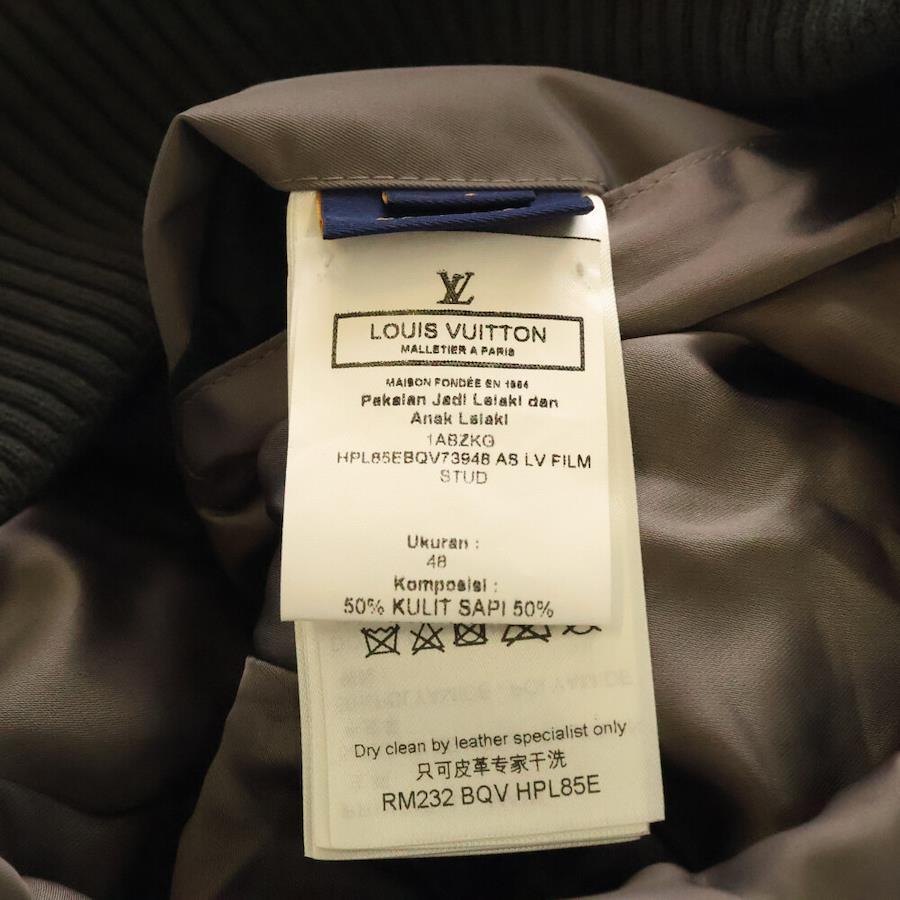 LV
LOUIS VUITTON
MALLETIER A PARIS
MAISON FONDÉE EN 1854
Pakaian Jadi Lelaki dan
Anak Lelaki
1ABZKG
HPL85EBQV73948 AS LV FILM
STUD
Ukuran :
48
Komposisi :
50% KULIT SAPI 50%
Dry clean by leather specialist only
只可皮革专家干洗
RM232 BQV HPL85E